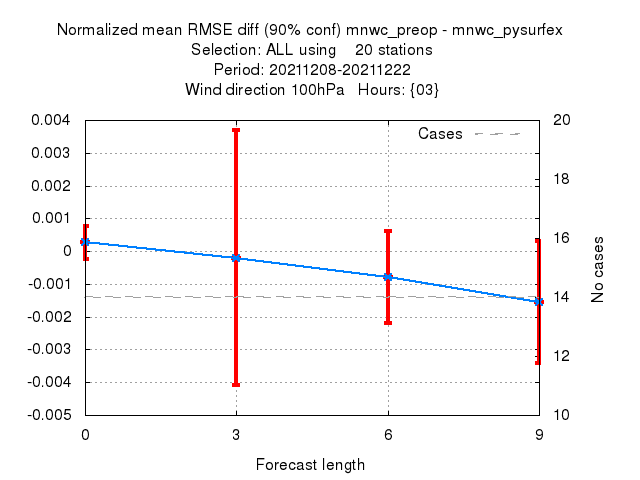 Normalized mean RMSE diff (90% conf) mnwc_preop - mnwc_pysurfex
Selection: ALL using    20 stations
Period: 20211208-20211222
Wind direction 100hPa   Hours: {03}
Cases
0.004
0.003
0.002
0.001
0
-0.001
-0.002
-0.003
-0.004
-0.005
20
18
16
14
12
10
No cases
0 3 6 9
Forecast length